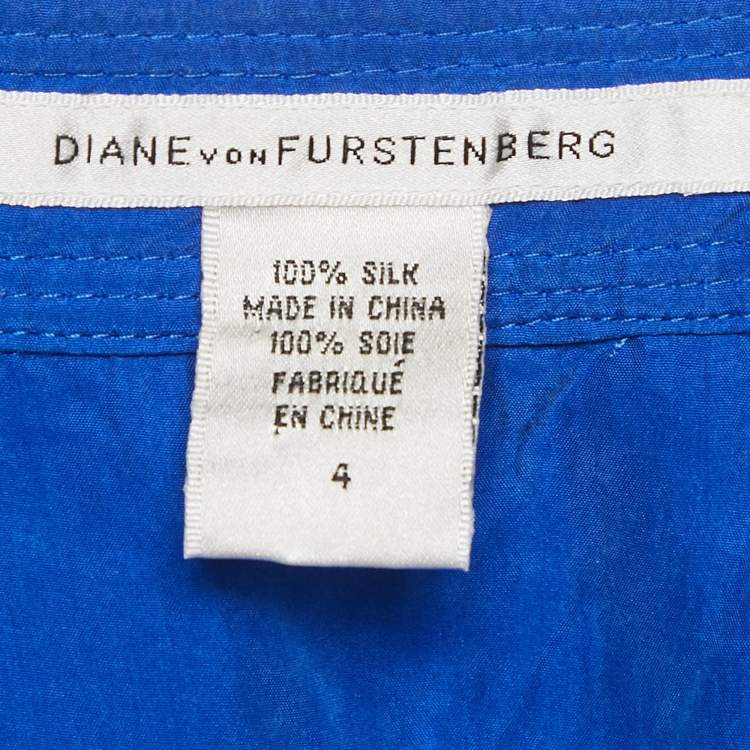 DIANE VON FURSTENBERG
100% SILK
MADE IN CHINA
100% SOIE
FABRIQUÉ
EN CHINE
4